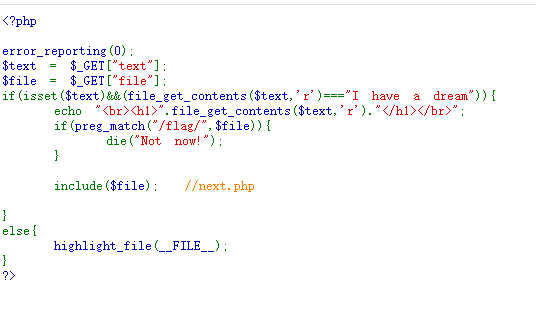 <?php
error_reporting(0);
$text = $_GET["text"];
$file = $_GET["file"];
if(isset($text)&&(file_get_contents($text,'r')==="I have a dream")){
echo "<br><h1>".file_get_contents($text,'r')."</h1></br>";
if(preg_match("/flag/",$file)){
die("Not now!");
}
include($file); //next.php
}
else{
highlight_file(__FILE__);
}
?>